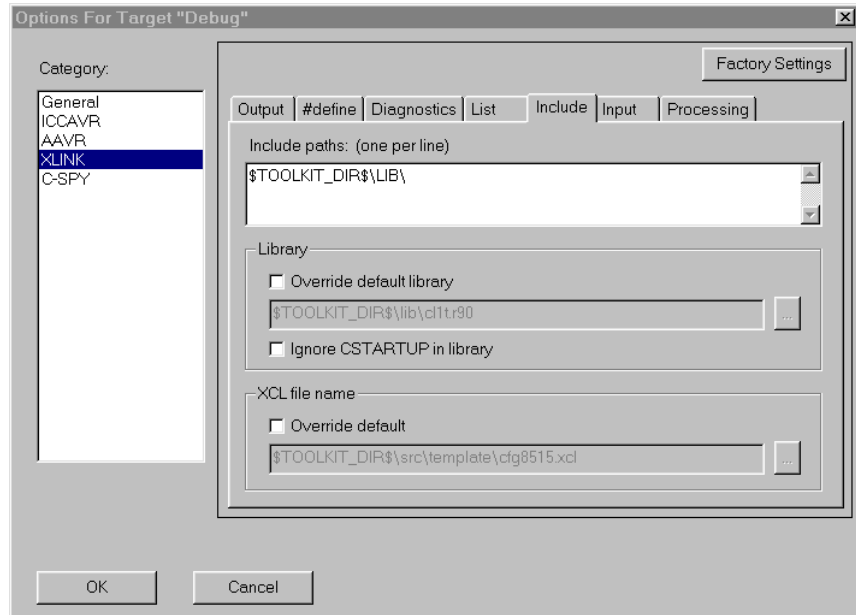 Options For Target "Debug"
Category:
Factory Settings
General
ICCAVR
AAVR
XLINK
C-SPY
Output #define Diagnostics List Include Input Processing
Include paths: (one per line)
$TOOLKIT_DIR$\LIB\
Library
Override default library
$TOOLKIT_DIR$\lib\cl1t.r90
...
Ignore CSTARTUP in library
XCL file name
Override default
$TOOLKIT_DIR$\src\template\cfg8515.xcl
...
OK Cancel